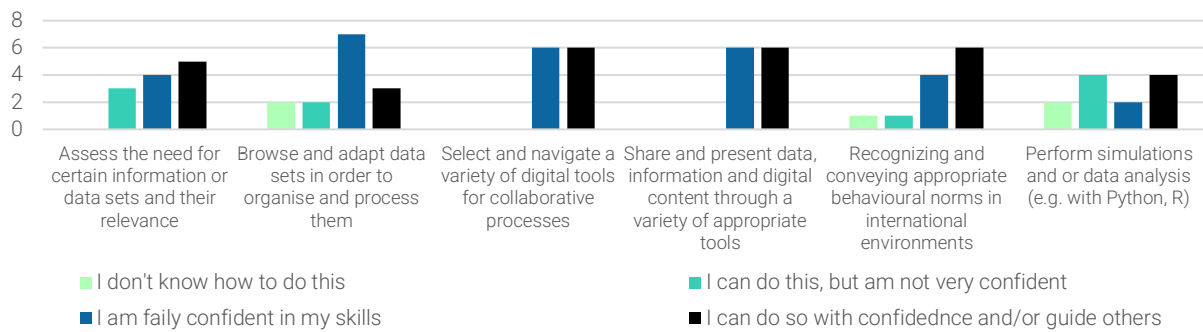 8
6
4
2
0
Assess the need for
certain information or
data sets and their
relevance
Browse and adapt data
sets in order to
organise and process
them
Select and navigate a
variety of digital tools
for collaborative
processes
Share and present data,
information and digital
content through a
variety of appropriate
tools
Recognizing and
conveying appropriate
behavioural norms in
international
environments
Perform simulations
and or data analysis
(e.g. with Python, R)
I don't know how to do this
I can do this, but am not very confident
I am faily confident in my skills
I can do so with confidednce and/or guide others